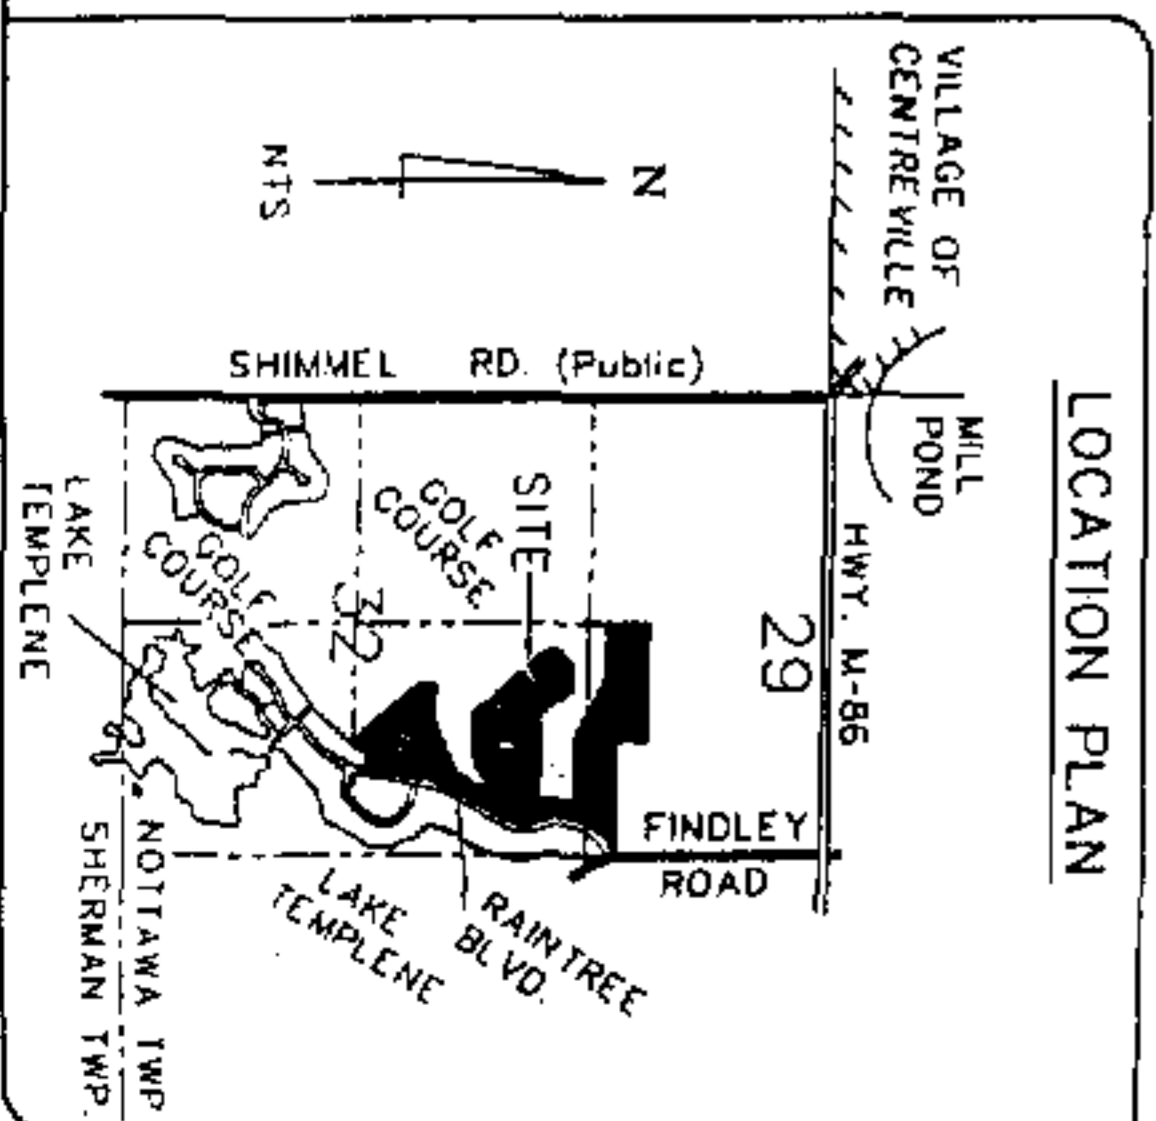 LOCATION PLAN
VILLAGE OF
CENTREVILLE
MILL
POND
HWY. M-86
N
NTS
SHIMMEL RD. (Public)
29
FINDLEY
ROAD
SITE
GOLF
COURSE
32
GOLF
COURSE
LAKE
TEMPLENE
RAINTREE
BLVD.
LAKE
TEMPLENE
NOTTAWA TWP
SHERMAN TWP.